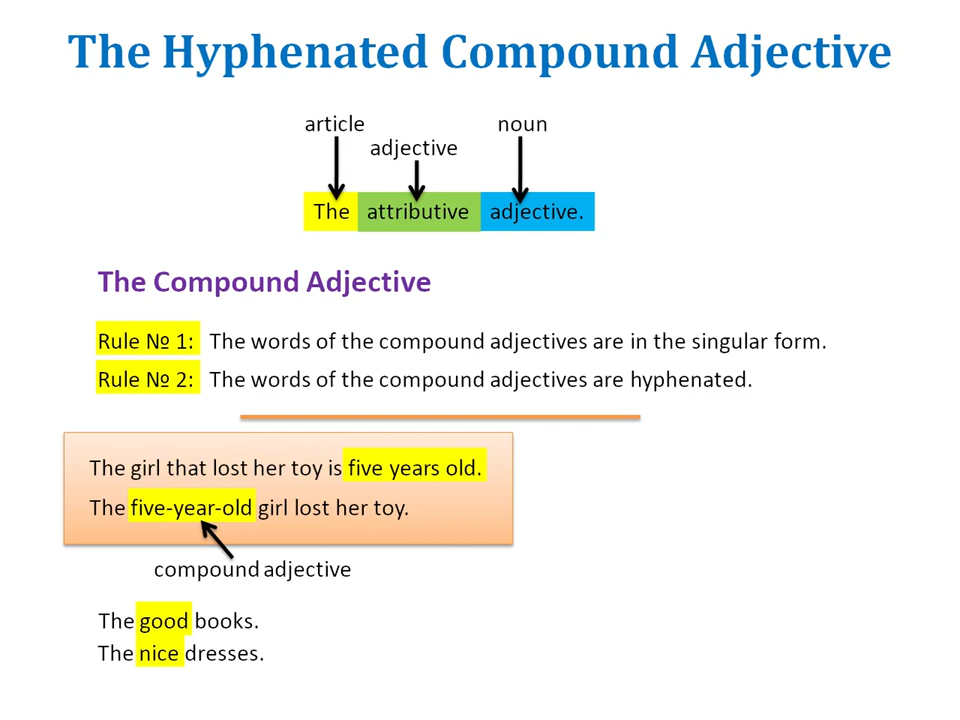 The Hyphenated Compound Adjective
article
noun
adjective
The attributive adjective.
The Compound Adjective
Rule № 1: The words of the compound adjectives are in the singular form.
Rule № 2: The words of the compound adjectives are hyphenated.
The girl that lost her toy is five years old.
The five-year-old girl lost her toy.
compound adjective
The good books.
The nice dresses.